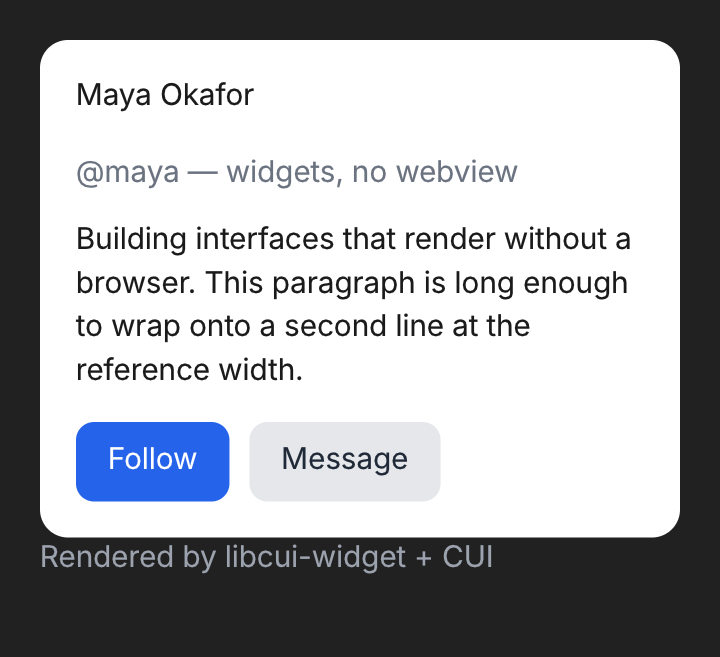 Maya Okafor
@maya — widgets, no webview
Building interfaces that render without a
browser. This paragraph is long enough
to wrap onto a second line at the
reference width.
Follow
Message
Rendered by libcui-widget + CUI